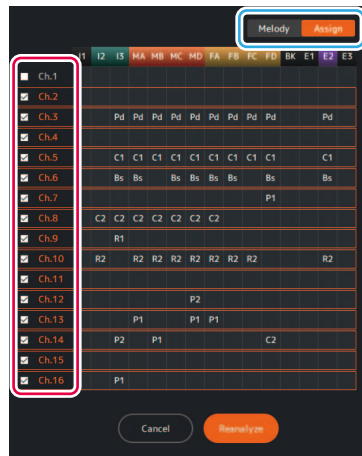 Melody Assign
I1 I2 I3 MA MB MC MD FA FB FC FD BK E1 E2 E3
Ch.1
Ch.2
Ch.3 Pd Pd Pd Pd Pd Pd Pd Pd Pd Pd
Ch.4
Ch.5 C1 C1 C1 C1 C1 C1 C1 C1 C1 C1
Ch.6 Bs Bs Bs Bs Bs Bs Bs Bs
Ch.7 P1
Ch.8 C2 C2 C2 C2 C2 C2 C2
Ch.9 R1
Ch.10 R2 R2 R2 R2 R2 R2 R2 R2 R2
Ch.11
Ch.12 P2
Ch.13 P1 P1 P1
Ch.14 P2 P1 C2
Ch.15
Ch.16 P1
Cancel Reanalyze